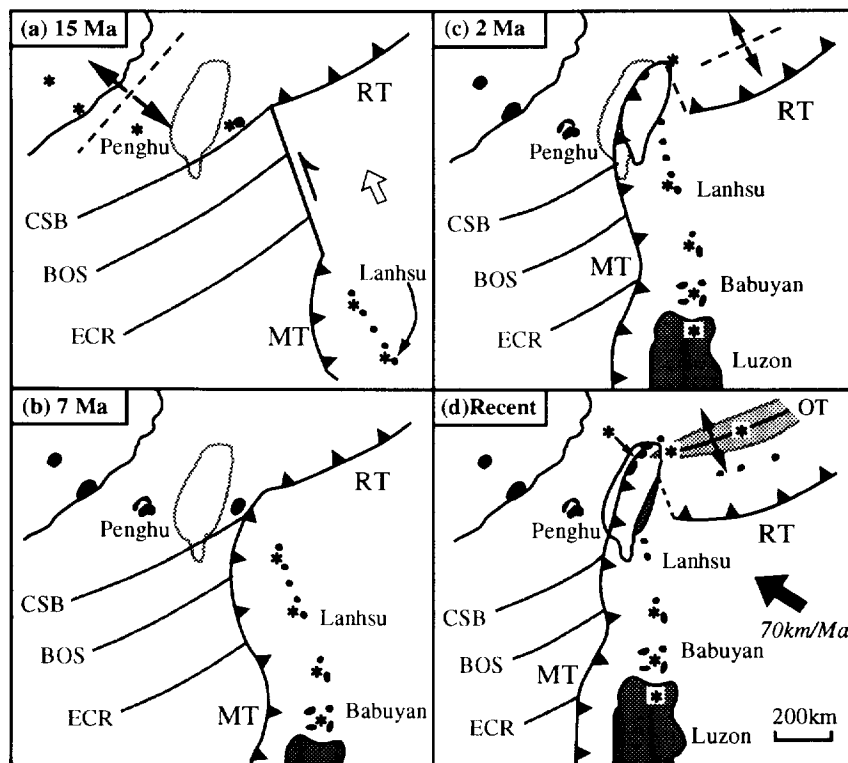 (a) 15 Ma
RT
Penghu
CSB
BOS
ECR
MT
Lanhsu
(b) 7 Ma
RT
Penghu
CSB
BOS
ECR
MT
Lanhsu
Babuyan
(c) 2 Ma
RT
Penghu
Lanhsu
CSB
BOS
MT
Babuyan
ECR
Luzon
(d)Recent
OT
Penghu
RT
Lanhsu
CSB
70km/Ma
BOS
MT
Babuyan
ECR
Luzon
200km